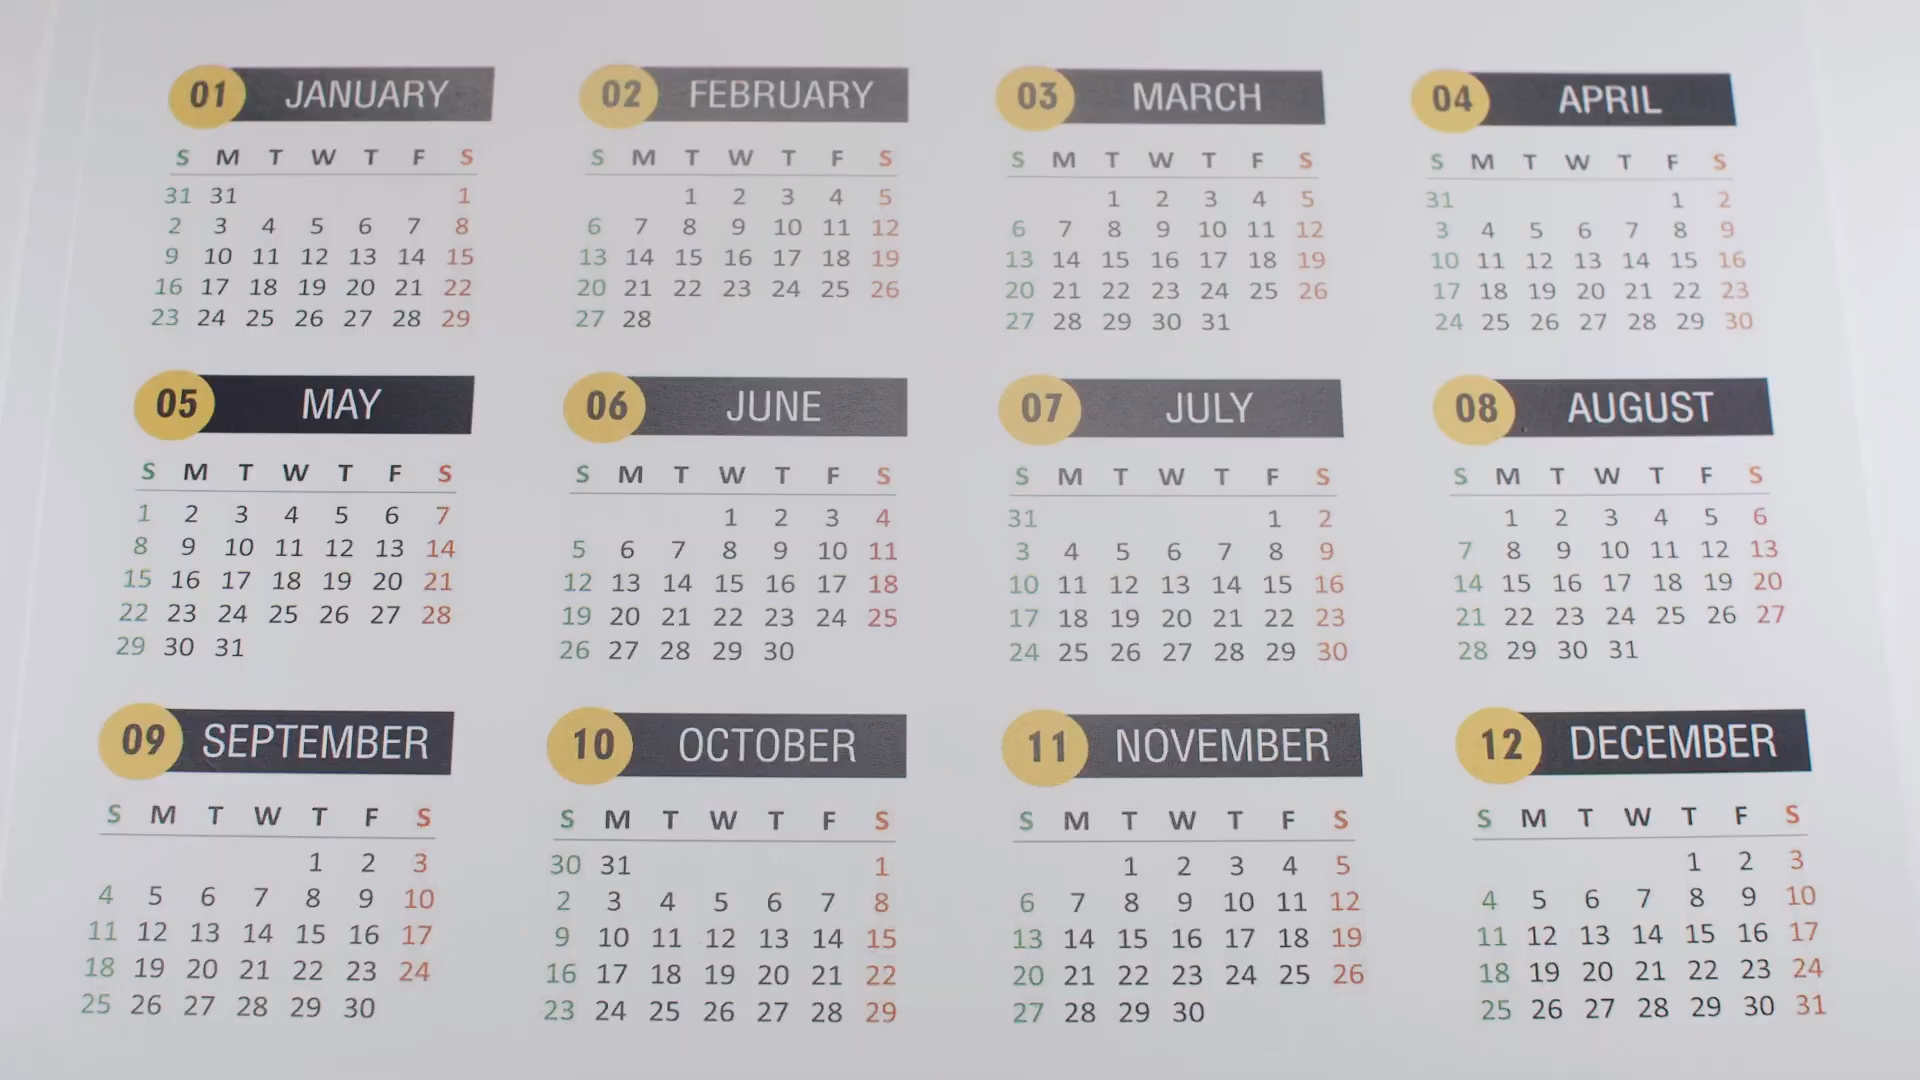 01 JANUARY
S M T W T F S
31 31 1
2 3 4 5 6 7 8
9 10 11 12 13 14 15
16 17 18 19 20 21 22
23 24 25 26 27 28 29
02 FEBRUARY
S M T W T F S
1 2 3 4 5
6 7 8 9 10 11 12
13 14 15 16 17 18 19
20 21 22 23 24 25 26
27 28
03 MARCH
S M T W T F S
1 2 3 4 5
6 7 8 9 10 11 12
13 14 15 16 17 18 19
20 21 22 23 24 25 26
27 28 29 30 31
04 APRIL
S M T W T F S
31 1 2
3 4 5 6 7 8 9
10 11 12 13 14 15 16
17 18 19 20 21 22 23
24 25 26 27 28 29 30
05 MAY
S M T W T F S
1 2 3 4 5 6 7
8 9 10 11 12 13 14
15 16 17 18 19 20 21
22 23 24 25 26 27 28
29 30 31
06 JUNE
S M T W T F S
1 2 3 4
5 6 7 8 9 10 11
12 13 14 15 16 17 18
19 20 21 22 23 24 25
26 27 28 29 30
07 JULY
S M T W T F S
31 1 2
3 4 5 6 7 8 9
10 11 12 13 14 15 16
17 18 19 20 21 22 23
24 25 26 27 28 29 30
08 AUGUST
S M T W T F S
1 2 3 4 5 6
7 8 9 10 11 12 13
14 15 16 17 18 19 20
21 22 23 24 25 26 27
28 29 30 31
09 SEPTEMBER
S M T W T F S
1 2 3
4 5 6 7 8 9 10
11 12 13 14 15 16 17
18 19 20 21 22 23 24
25 26 27 28 29 30
10 OCTOBER
S M T W T F S
30 31 1
2 3 4 5 6 7 8
9 10 11 12 13 14 15
16 17 18 19 20 21 22
23 24 25 26 27 28 29
11 NOVEMBER
S M T W T F S
1 2 3 4 5
6 7 8 9 10 11 12
13 14 15 16 17 18 19
20 21 22 23 24 25 26
27 28 29 30
12 DECEMBER
S M T W T F S
1 2 3
4 5 6 7 8 9 10
11 12 13 14 15 16 17
18 19 20 21 22 23 24
25 26 27 28 29 30 31